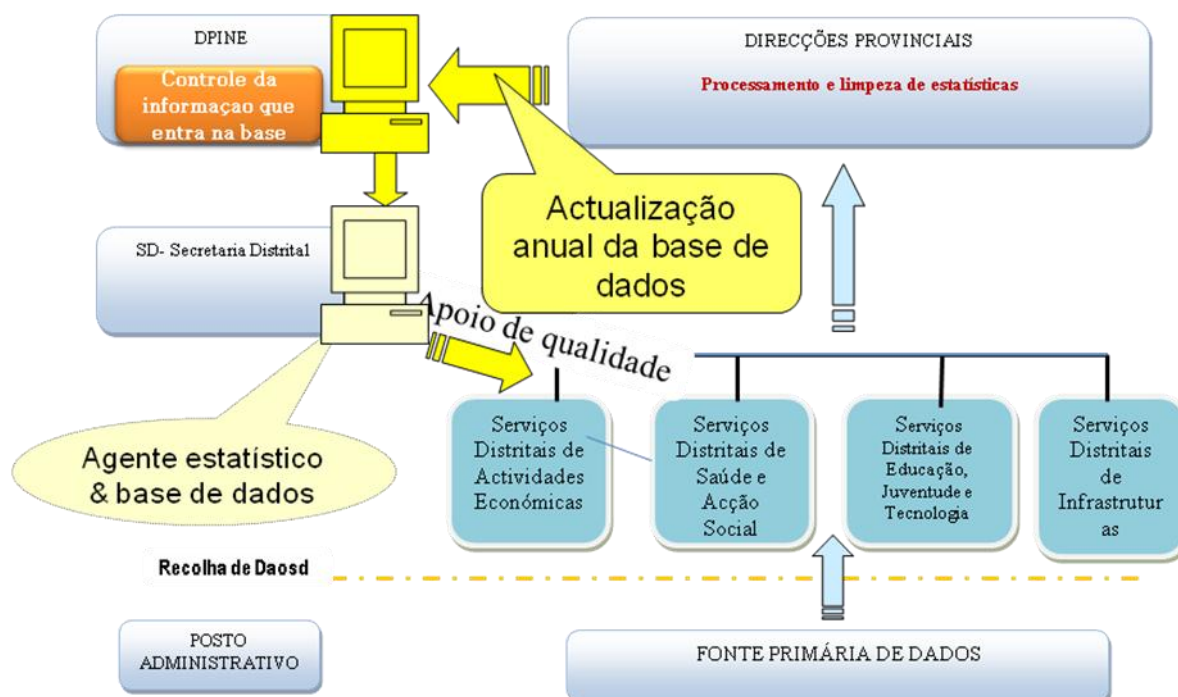 DPINE
Controle da
informaçao que
entra na base
DIRECÇÕES PROVINCIAIS
Processamento e limpeza de estatísticas
Actualização
anual da base de
dados
SD- Secretaria Distrital
Apoio de qualidade
Agente estatístico
& base de dados
Serviços
Distritais de
Actividades
Económicas
Serviços
Distritais de
Saúde e
Acção
Social
Serviços
Distritais de
Educação,
Juventude e
Tecnologia
Serviços
Distritais
de
Infrastrutur
as
Recolha de Daosd
POSTO
ADMINISTRATIVO
FONTE PRIMÁRIA DE DADOS